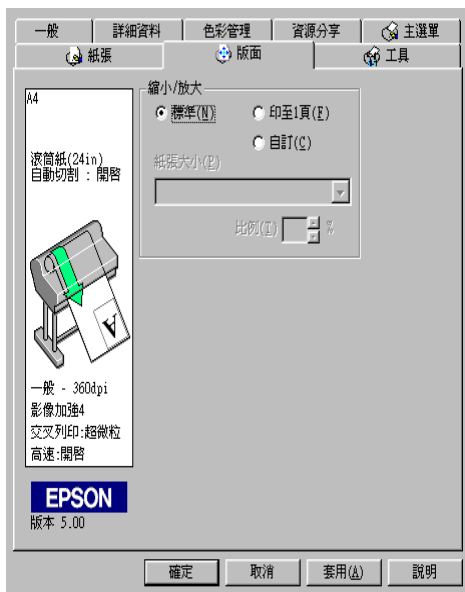 一般 詳細資料 色彩管理 資源分享 主選單
紙張 版面 工具
A4
滾筒紙(24in)
自動切割 : 開啓
A
一般 - 360dpi
影像加強4
交叉列印:超微粒
高速:開啓
EPSON
版本 5.00
縮小/放大
標準(N) 印至1頁(F)
自訂(C)
紙張大小(P)
比例(T) %
確定 取消 套用(A) 說明